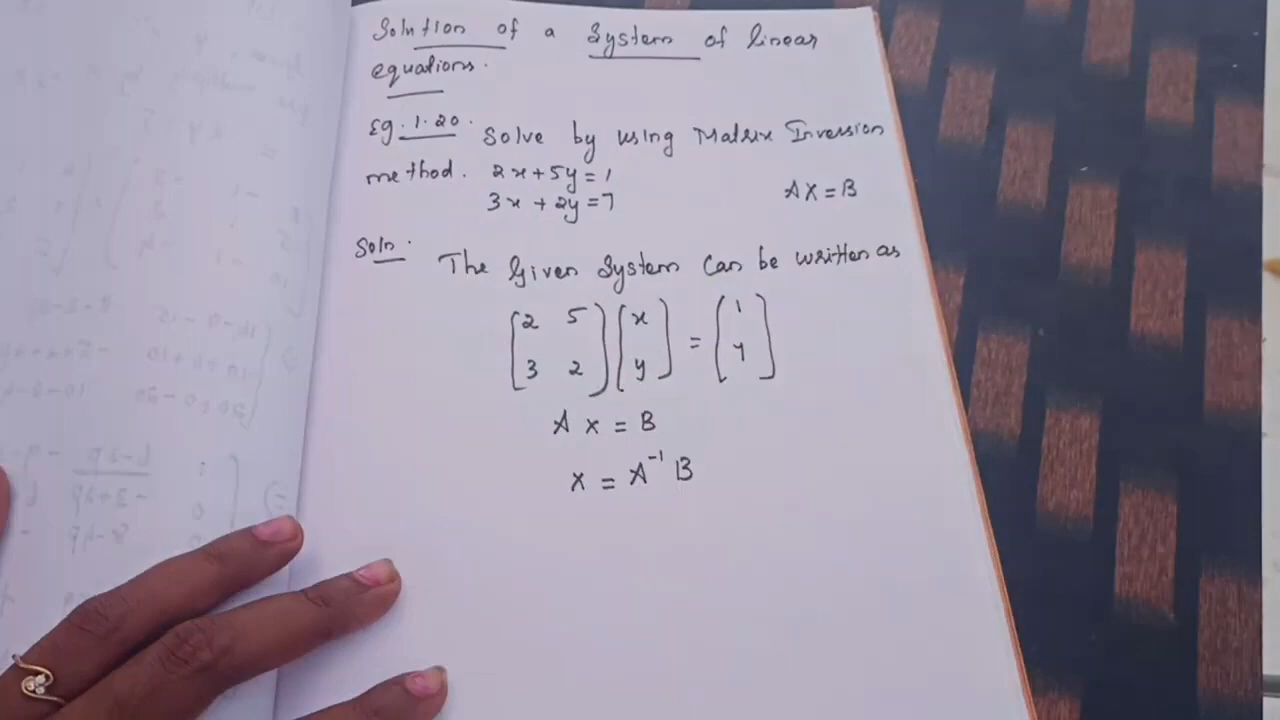 Solution of a System of linear
equations.
Eg. 1.20. Solve by using Matrix Inversion
method. 2x+5y=1
3x+2y=7 AX=B
Soln. The Given System can be written as
[2 5 [x = [1
3 2] y] 7]
A X = B
X = A⁻¹ B